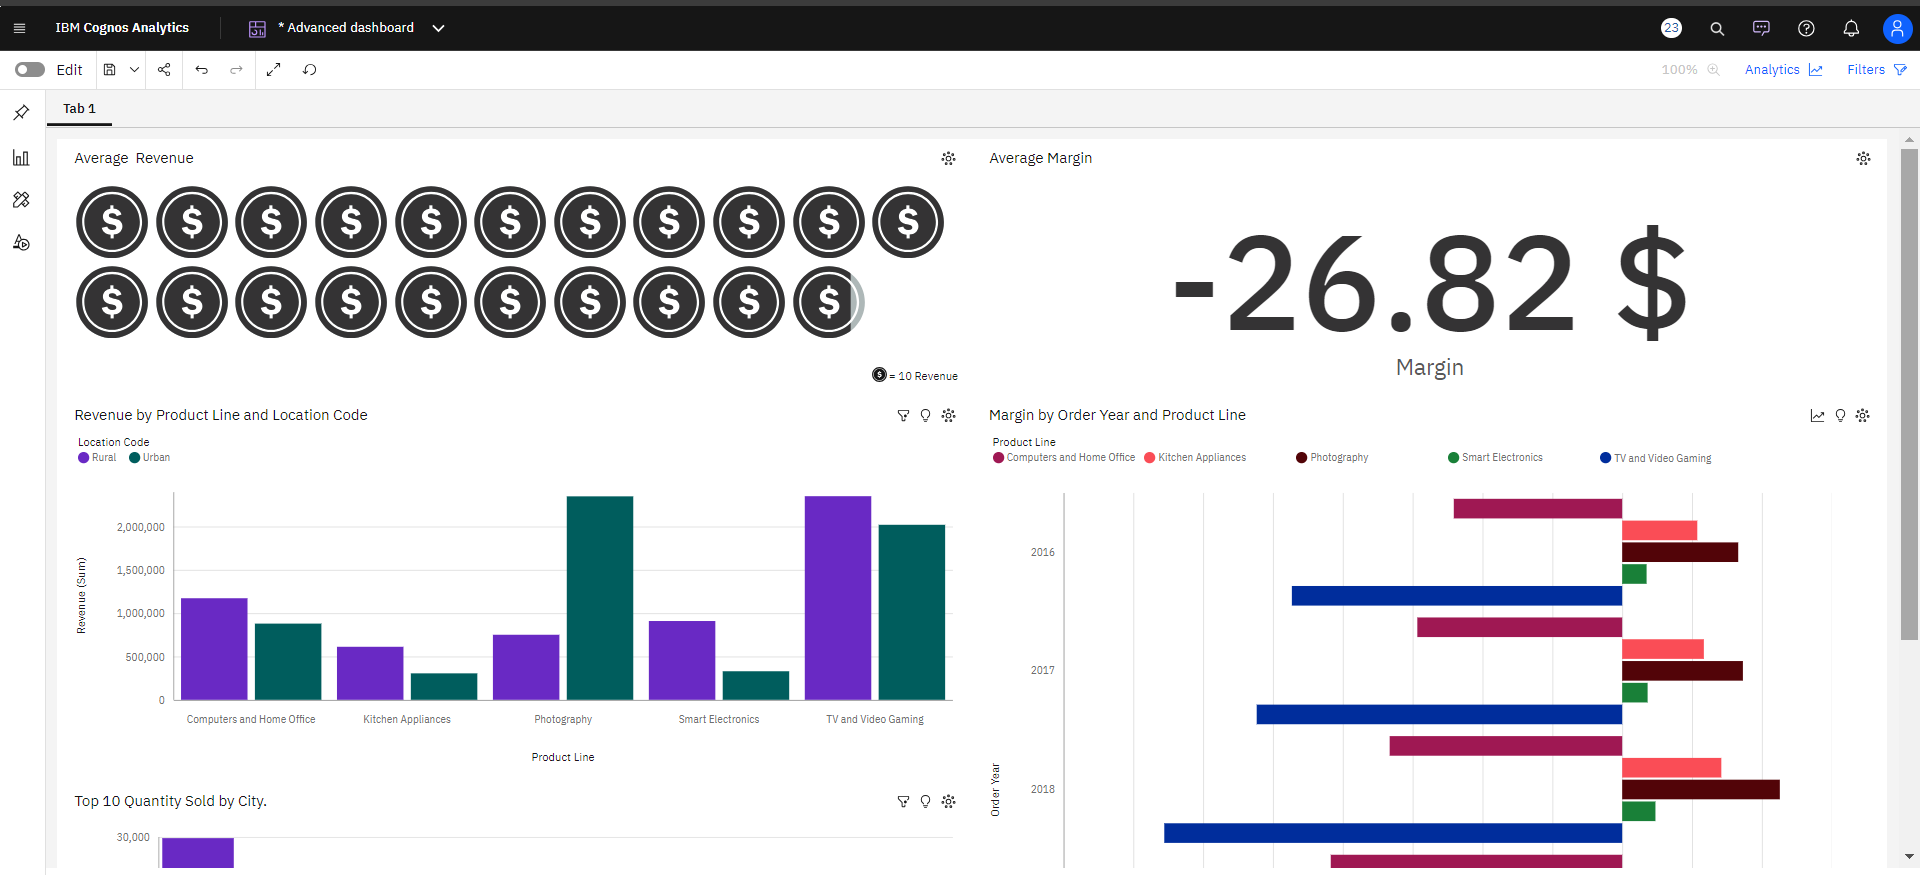 IBM Cognos Analytics
* Advanced dashboard
23
Edit
100%
Analytics
Filters
Tab 1
Average Revenue
$ $ $ $ $ $ $ $ $ $ $
$ $ $ $ $ $ $ $ $ $
$ = 10 Revenue
Average Margin
-26.82 $
Margin
Revenue by Product Line and Location Code
Location Code
Rural Urban
Revenue (Sum)
2,000,000
1,500,000
1,000,000
500,000
0
Computers and Home Office Kitchen Appliances Photography Smart Electronics TV and Video Gaming
Product Line
Margin by Order Year and Product Line
Product Line
Computers and Home Office Kitchen Appliances Photography Smart Electronics TV and Video Gaming
2016
2017
2018
Order Year
Top 10 Quantity Sold by City.
30,000